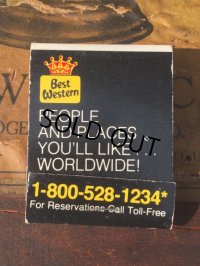 Best
Western
PEOPLE
AND PLACES
YOU'LL LIKE...
WORLDWIDE!
SOLD OUT
1-800-528-1234*
For Reservations Call Toll-Free